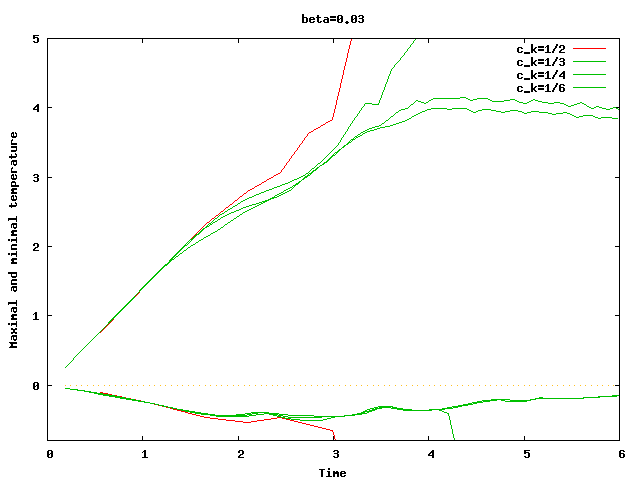 beta=0.03
c_k=1/2
c_k=1/3
c_k=1/4
c_k=1/6
5
4
3
2
1
0
Maximal and minimal temperature
0 1 2 3 4 5 6
Time